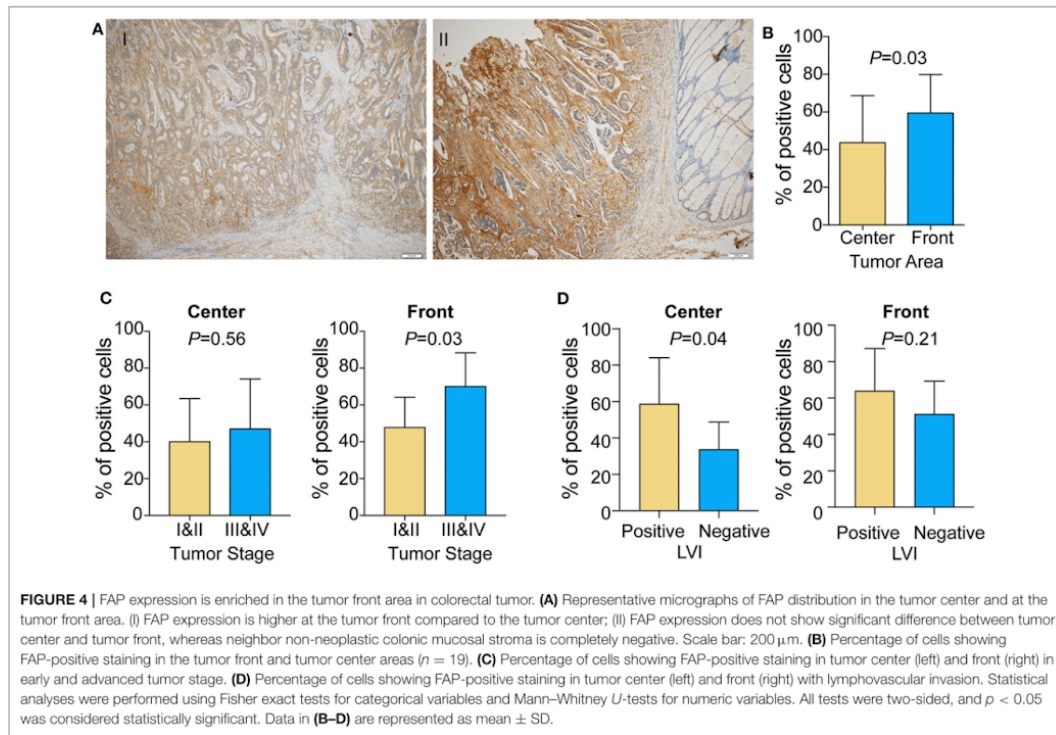 A
I
II
B
100
80
60
40
20
0
% of positive cells
P=0.03
Center Front
Tumor Area
C
Center
100
80
60
40
20
0
% of positive cells
P=0.56
I&II III&IV
Tumor Stage
Front
100
80
60
40
20
0
% of positive cells
P=0.03
I&II III&IV
Tumor Stage
D
Center
100
80
60
40
20
0
% of positive cells
P=0.04
Positive Negative
LVI
Front
100
80
60
40
20
0
% of positive cells
P=0.21
Positive Negative
LVI
FIGURE 4 | FAP expression is enriched in the tumor front area in colorectal tumor. (A) Representative micrographs of FAP distribution in the tumor center and at the
tumor front area. (I) FAP expression is higher at the tumor front compared to the tumor center; (II) FAP expression does not show significant difference between tumor
center and tumor front, whereas neighbor non-neoplastic colonic mucosal stroma is completely negative. Scale bar: 200 μm. (B) Percentage of cells showing
FAP-positive staining in the tumor front and tumor center areas (n = 19). (C) Percentage of cells showing FAP-positive staining in tumor center (left) and front (right) in
early and advanced tumor stage. (D) Percentage of cells showing FAP-positive staining in tumor center (left) and front (right) with lymphovascular invasion. Statistical
analyses were performed using Fisher exact tests for categorical variables and Mann–Whitney U-tests for numeric variables. All tests were two-sided, and p < 0.05
was considered statistically significant. Data in (B–D) are represented as mean ± SD.